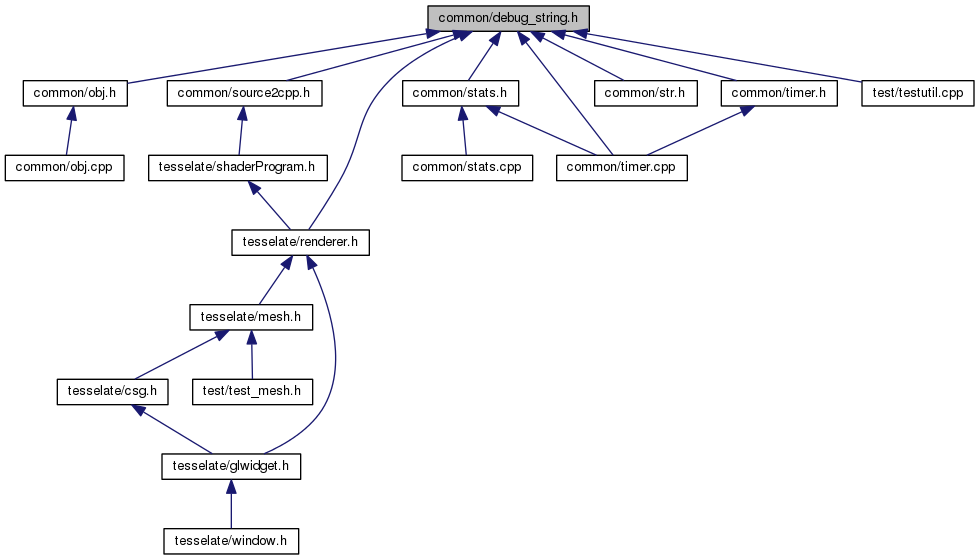 common/debug_string.h
common/obj.h
common/source2cpp.h
common/stats.h
common/str.h
common/timer.h
test/testutil.cpp
common/obj.cpp
tesselate/shaderProgram.h
common/stats.cpp
common/timer.cpp
tesselate/renderer.h
tesselate/mesh.h
tesselate/csg.h
test/test_mesh.h
tesselate/glwidget.h
tesselate/window.h